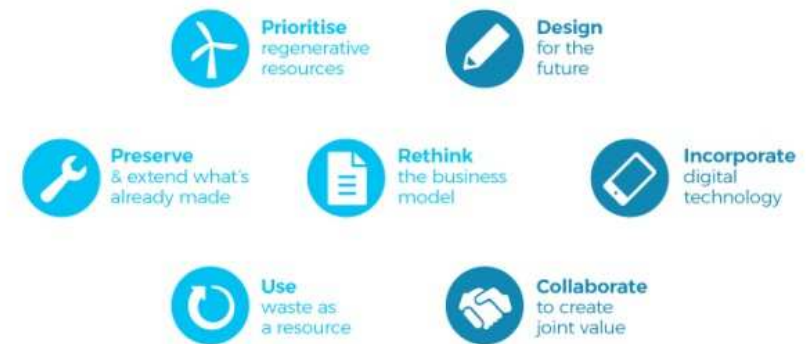 Prioritise
regenerative
resources
Design
for the
future
Preserve
& extend what's
already made
Rethink
the business
model
Incorporate
digital
technology
Use
waste as
a resource
Collaborate
to create
joint value